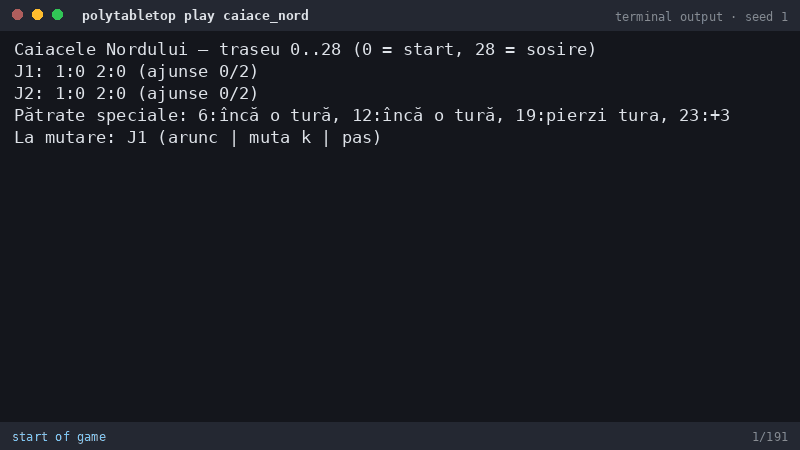 polytabletop play caiace_nord
terminal output · seed 1
Caiacele Nordului — traseu 0..28 (0 = start, 28 = sosire)
J1: 1:0 2:0 (ajunse 0/2)
J2: 1:0 2:0 (ajunse 0/2)
Pătrate speciale: 6:încă o tură, 12:încă o tură, 19:pierzi tura, 23:+3
La mutare: J1 (arunc | muta k | pas)
start of game
1/191